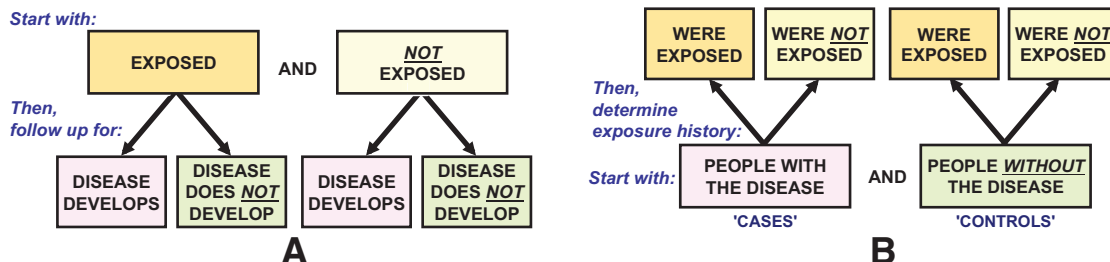 Start with:
EXPOSED
AND
NOT
EXPOSED
Then,
follow up for:
DISEASE
DEVELOPS
DISEASE
DOES NOT
DEVELOP
DISEASE
DEVELOPS
DISEASE
DOES NOT
DEVELOP
A
WERE
EXPOSED
WERE NOT
EXPOSED
WERE
EXPOSED
WERE NOT
EXPOSED
Then,
determine
exposure history:
Start with:
PEOPLE WITH
THE DISEASE
AND
PEOPLE WITHOUT
THE DISEASE
'CASES'
'CONTROLS'
B